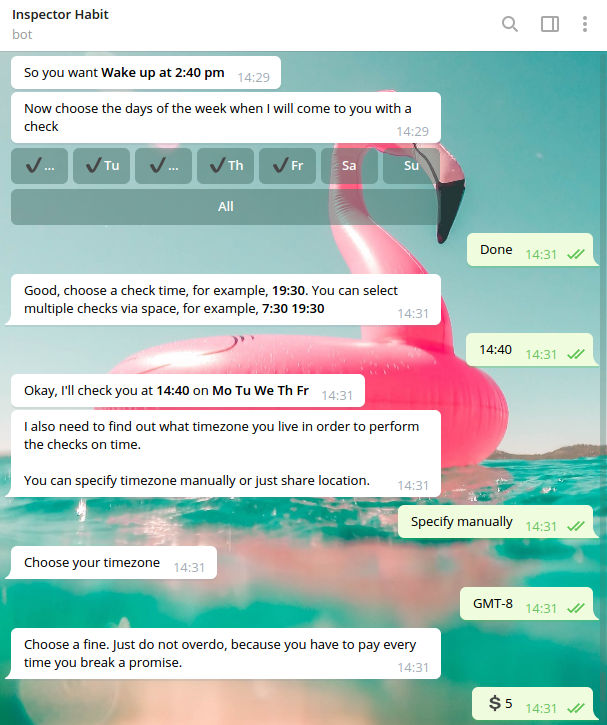 Inspector Habit
bot
So you want Wake up at 2:40 pm 14:29
Now choose the days of the week when I will come to you with a
check 14:29
✓... ✓Tu ✓... ✓Th ✓Fr Sa Su
All
Done 14:31
Good, choose a check time, for example, 19:30. You can select
multiple checks via space, for example, 7:30 19:30 14:31
14:40 14:31
Okay, I'll check you at 14:40 on Mo Tu We Th Fr 14:31
I also need to find out what timezone you live in order to perform
the checks on time.
You can specify timezone manually or just share location. 14:31
Specify manually 14:31
Choose your timezone 14:31
GMT-8 14:31
Choose a fine. Just do not overdo, because you have to pay every
time you break a promise. 14:31
$ 5 14:31